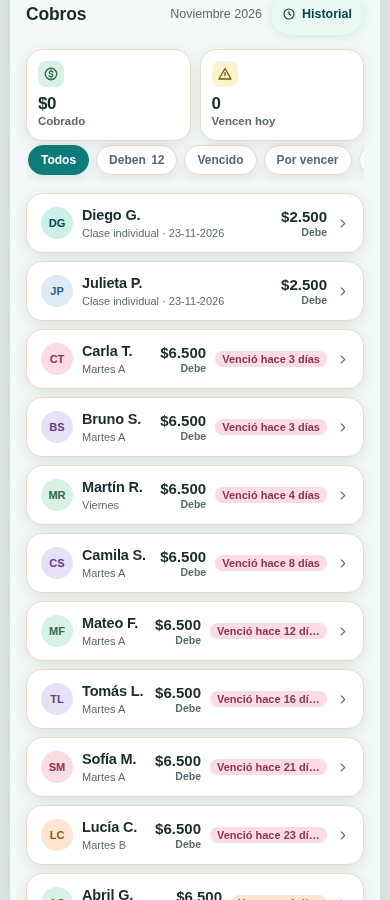 Cobros
Noviembre 2026
Historial
$0
Cobrado
0
Vencen hoy
Todos
Deben 12
Vencido
Por vencer
DG
Diego G.
Clase individual · 23-11-2026
$2.500
Debe
JP
Julieta P.
Clase individual · 23-11-2026
$2.500
Debe
CT
Carla T.
Martes A
$6.500
Debe
Venció hace 3 días
BS
Bruno S.
Martes A
$6.500
Debe
Venció hace 3 días
MR
Martín R.
Viernes
$6.500
Debe
Venció hace 4 días
CS
Camila S.
Martes A
$6.500
Debe
Venció hace 8 días
MF
Mateo F.
Martes A
$6.500
Debe
Venció hace 12 dí…
TL
Tomás L.
Martes A
$6.500
Debe
Venció hace 16 dí…
SM
Sofía M.
Martes A
$6.500
Debe
Venció hace 21 dí…
LC
Lucía C.
Martes B
$6.500
Debe
Venció hace 23 dí…
Abril G.
$6.500